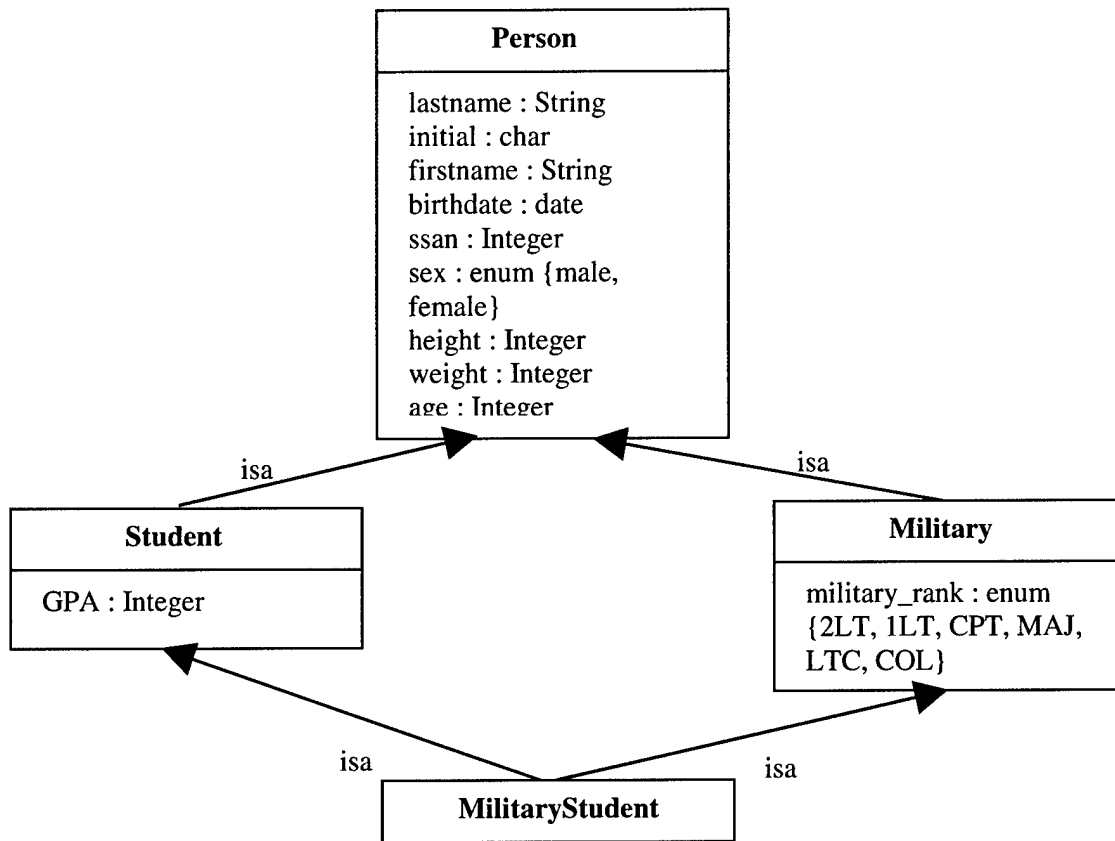 Person
lastname : String
initial : char
firstname : String
birthdate : date
ssan : Integer
sex : enum {male,
female}
height : Integer
weight : Integer
age : Integer
isa
isa
Student
GPA : Integer
Military
military_rank : enum
{2LT, 1LT, CPT, MAJ,
LTC, COL}
isa
isa
MilitaryStudent